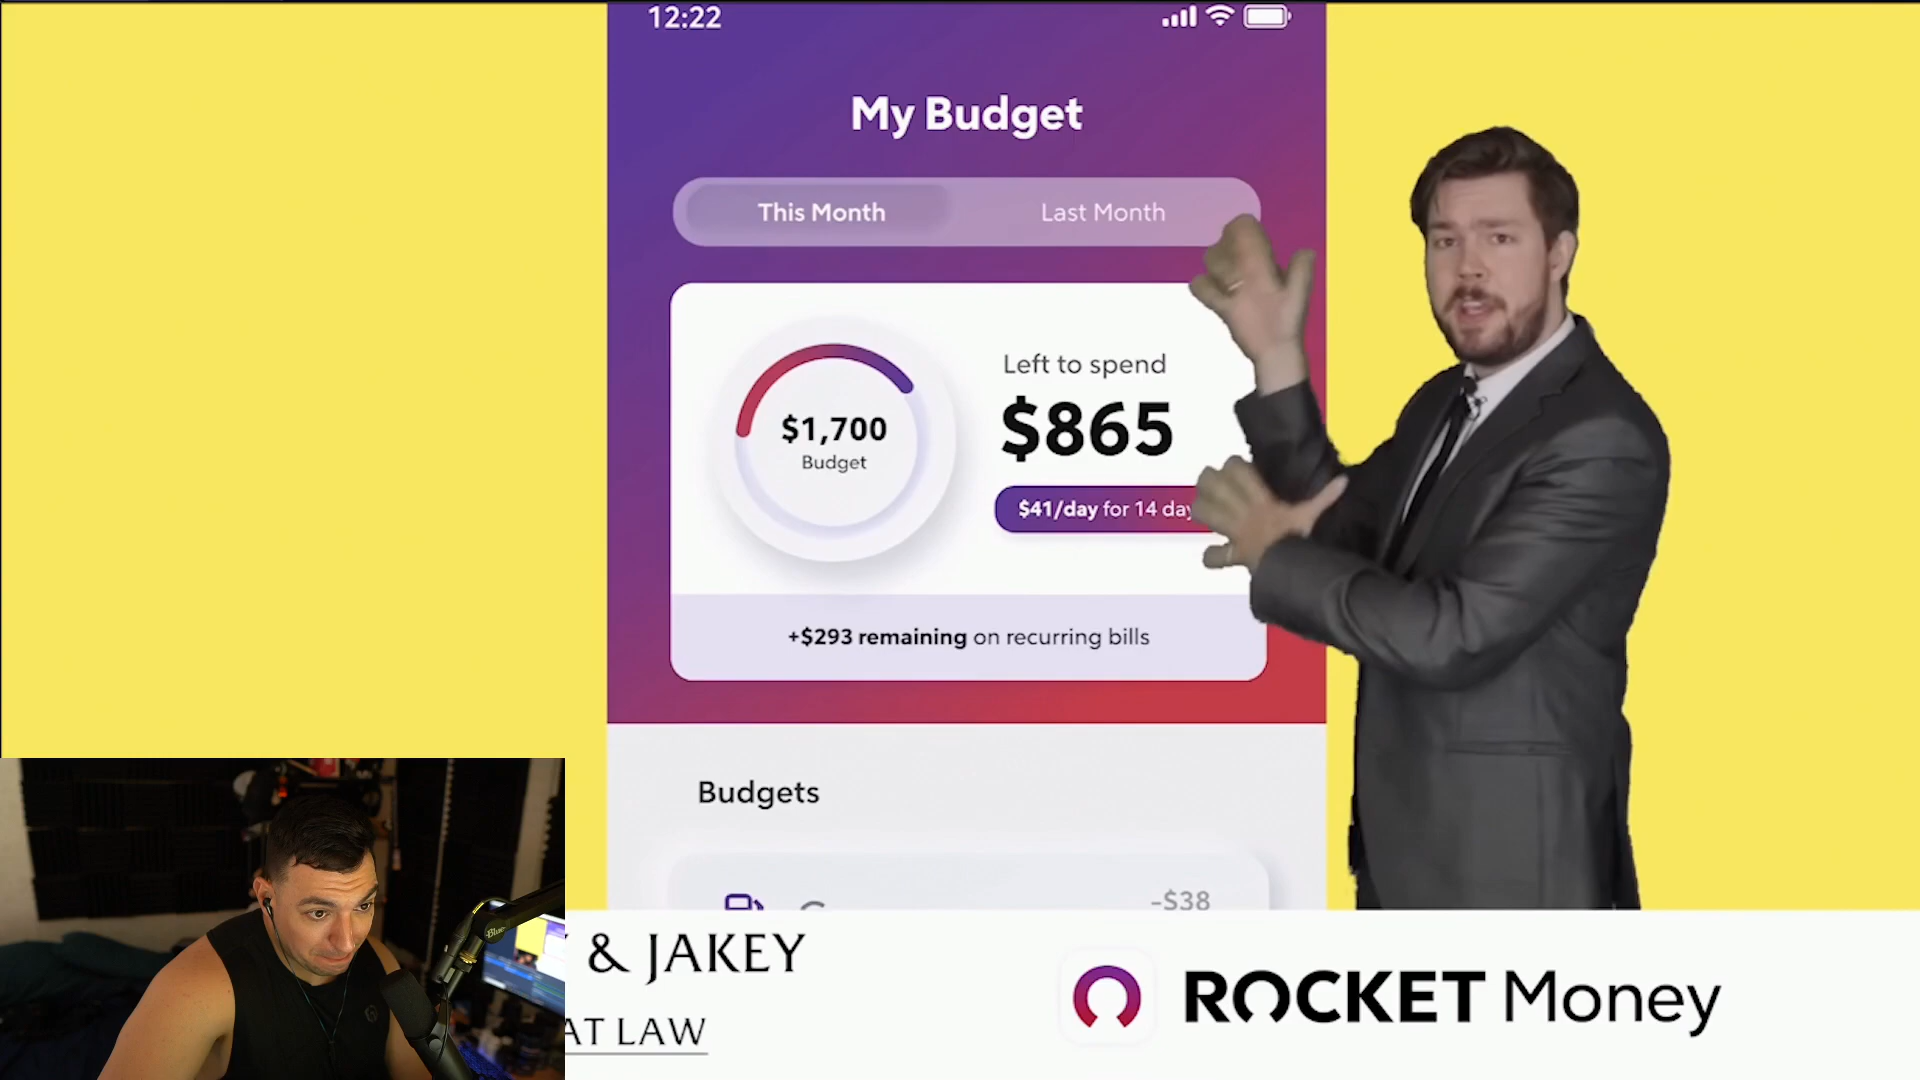 12:22
My Budget
This Month
Last Month
$1,700
Budget
Left to spend
$865
$41/day for 14 day
+$293 remaining on recurring bills
Budgets
-$38
& JAKEY
AT LAW
ROCKET Money
Blue